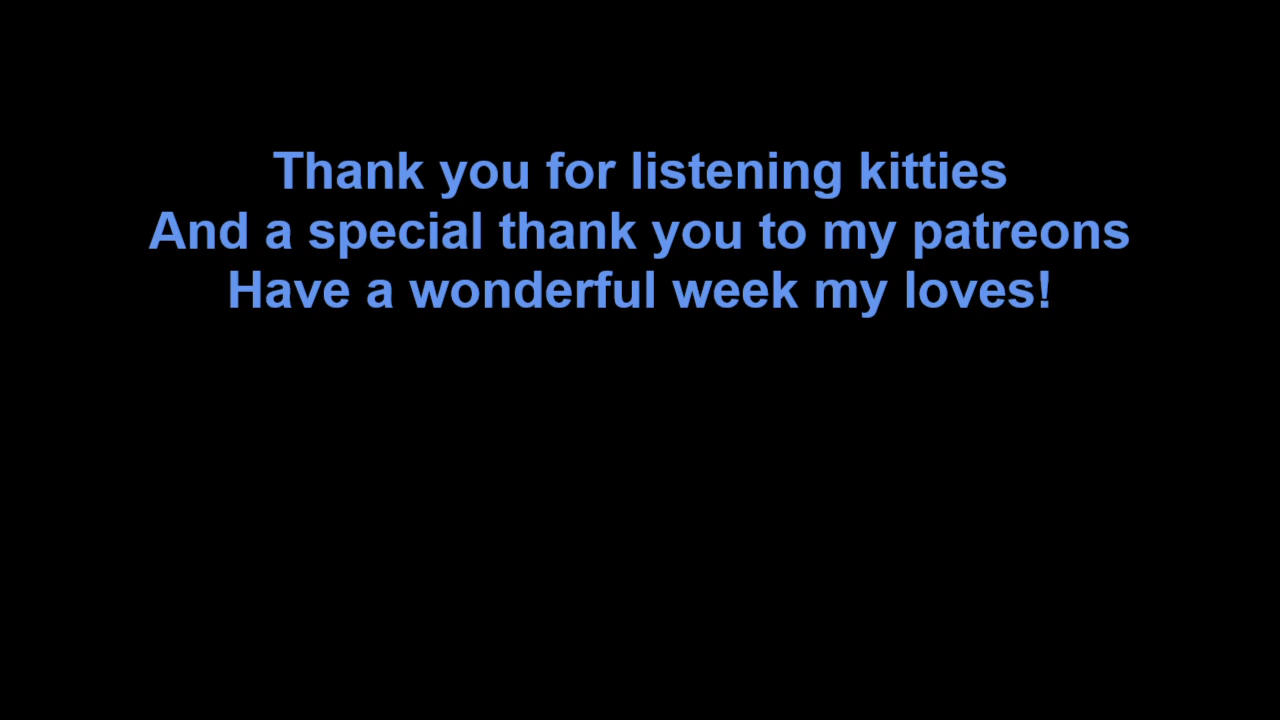 Thank you for listening kitties
And a special thank you to my patreons
Have a wonderful week my loves!